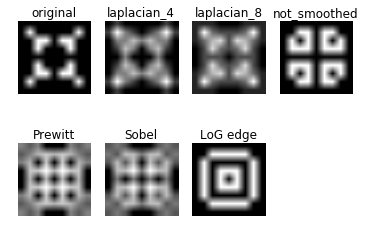 original laplacian_4 laplacian_8 not_smoothed
Prewitt Sobel LoG edge